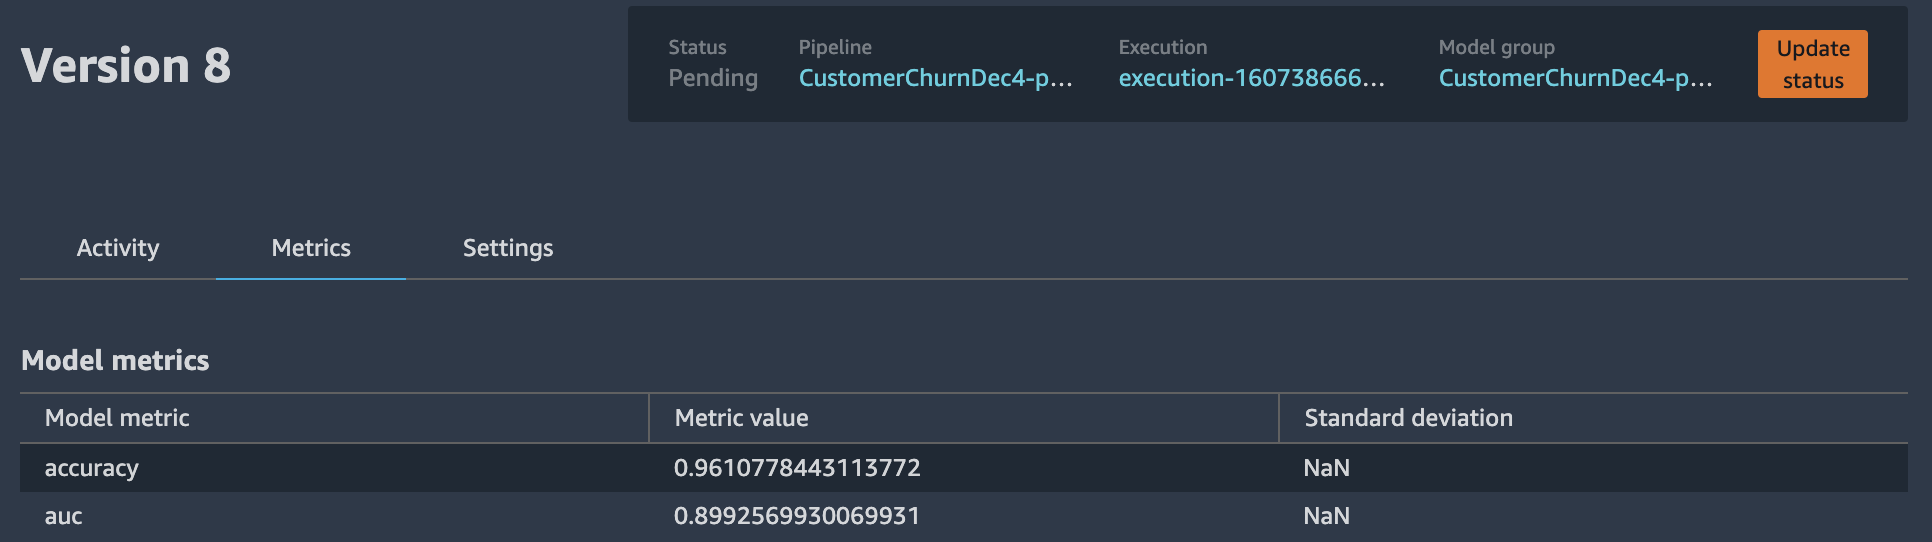 Version 8
Status Pipeline Execution Model group
Pending CustomerChurnDec4-p... execution-160738666... CustomerChurnDec4-p...
Update
status
Activity Metrics Settings
Model metrics
Model metric Metric value Standard deviation
accuracy 0.9610778443113772 NaN
auc 0.8992569930069931 NaN